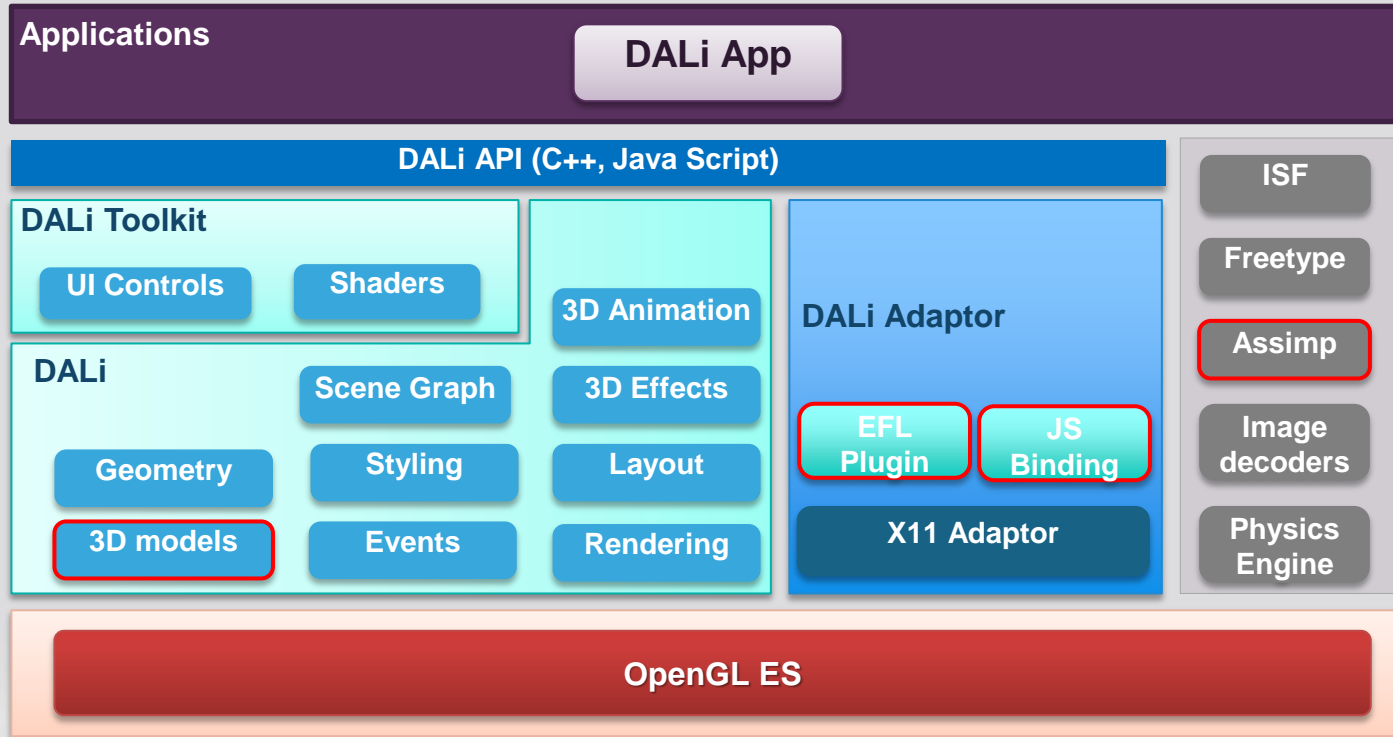 Applications
DALi App
DALi API (C++, Java Script)
DALi Toolkit
UI Controls
Shaders
DALi
Scene Graph
Geometry
Styling
3D models
Events
3D Animation
3D Effects
Layout
Rendering
DALi Adaptor
EFL
Plugin
JS
Binding
X11 Adaptor
ISF
Freetype
Assimp
Image
decoders
Physics
Engine
OpenGL ES